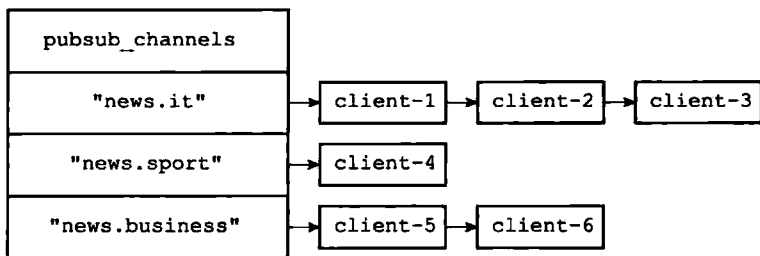 pubsub_channels
"news.it" client-1 client-2 client-3
"news.sport" client-4
"news.business" client-5 client-6